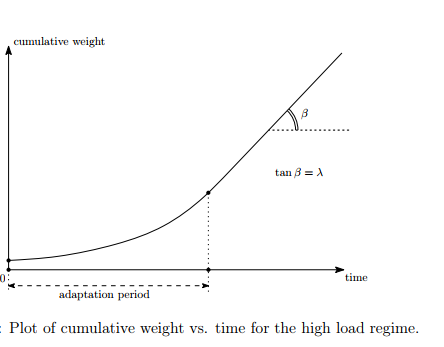 cumulative weight
β
tan β = λ
0
time
adaptation period
: Plot of cumulative weight vs. time for the high load regime.